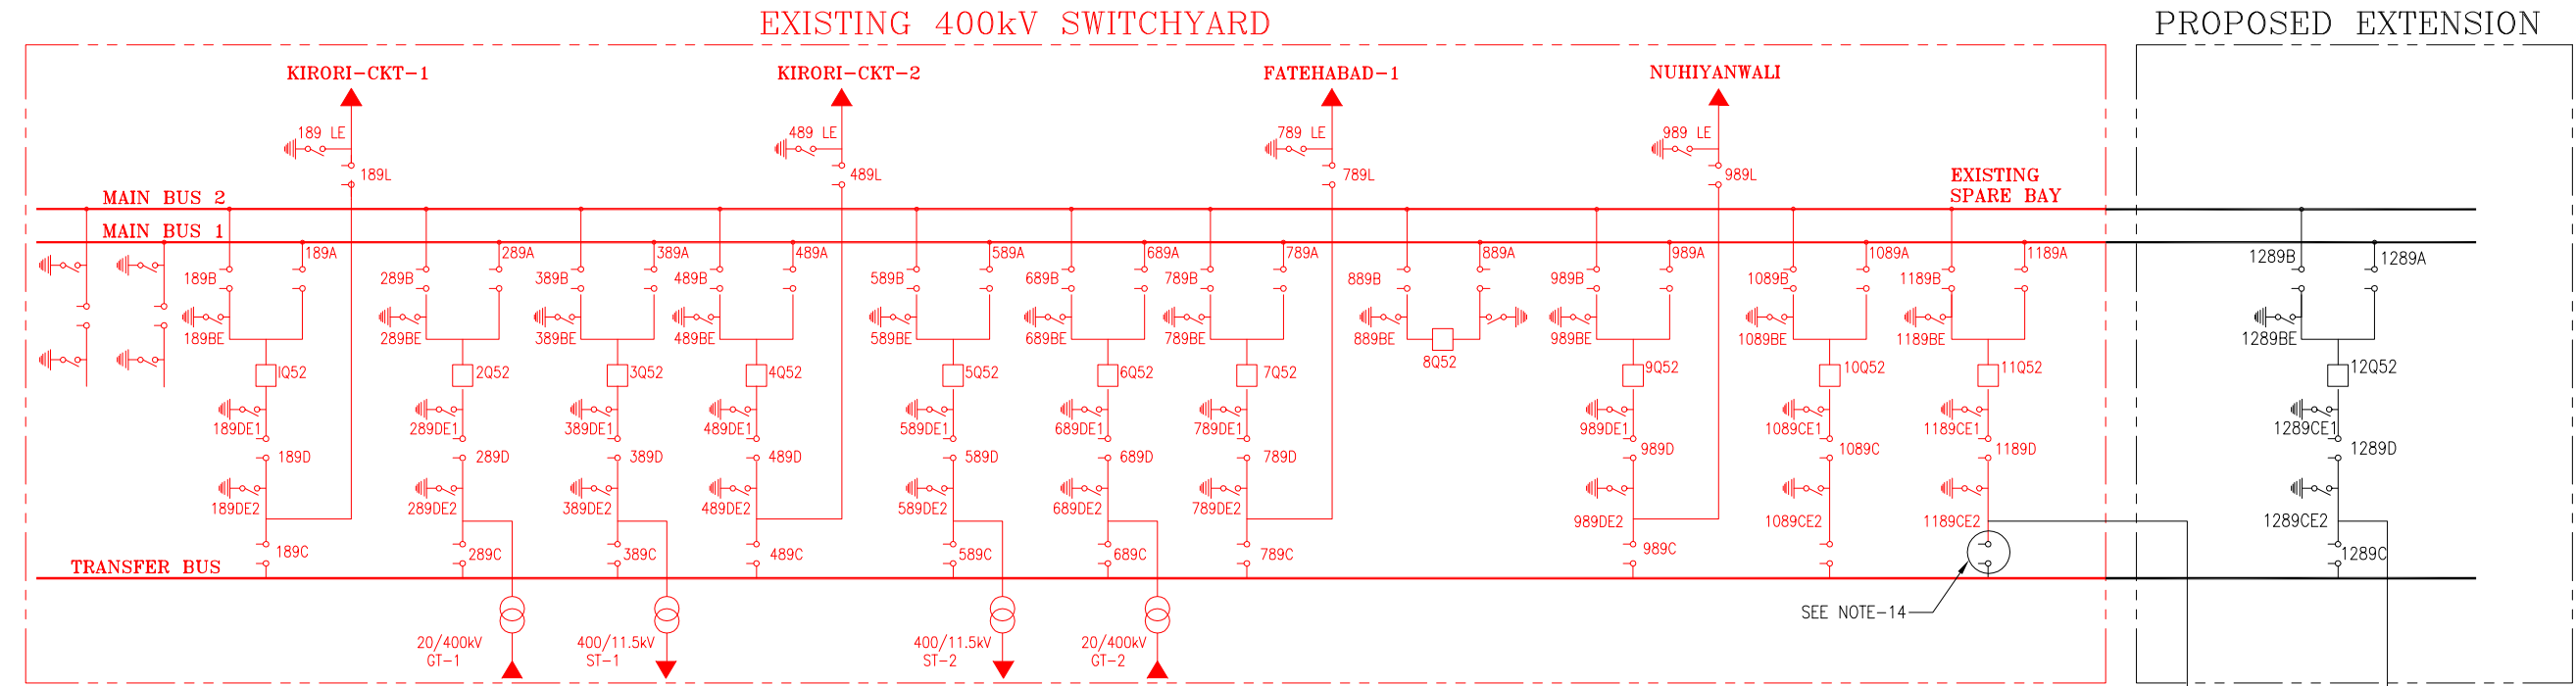 EXISTING 400kV SWITCHYARD
PROPOSED EXTENSION
KIRORI-CKT-1
KIRORI-CKT-2
FATEHABAD-1
NUHIYANWALI
189 LE
489 LE
789 LE
989 LE
189L
489L
789L
989L
EXISTING
SPARE BAY
MAIN BUS 2
MAIN BUS 1
189A
289A
389A
489A
589A
689A
789A
889A
989A
1089A
1189A
1289B
1289A
189B
289B
389B
489B
589B
689B
789B
889B
989B
1089B
1189B
189BE
289BE
389BE
489BE
589BE
689BE
789BE
889BE
989BE
1089BE
1189BE
1289BE
8Q52
1Q52
2Q52
3Q52
4Q52
5Q52
6Q52
7Q52
9Q52
10Q52
11Q52
12Q52
189DE1
289DE1
389DE1
489DE1
589DE1
689DE1
789DE1
989DE1
1089CE1
1189CE1
1289CE1
189D
289D
389D
489D
589D
689D
789D
989D
1089C
1189D
1289D
189DE2
289DE2
389DE2
489DE2
589DE2
689DE2
789DE2
989DE2
1089CE2
1189CE2
1289CE2
189C
289C
389C
489C
589C
689C
789C
989C
1289C
TRANSFER BUS
SEE NOTE-14
20/400kV
GT-1
400/11.5kV
ST-1
400/11.5kV
ST-2
20/400kV
GT-2